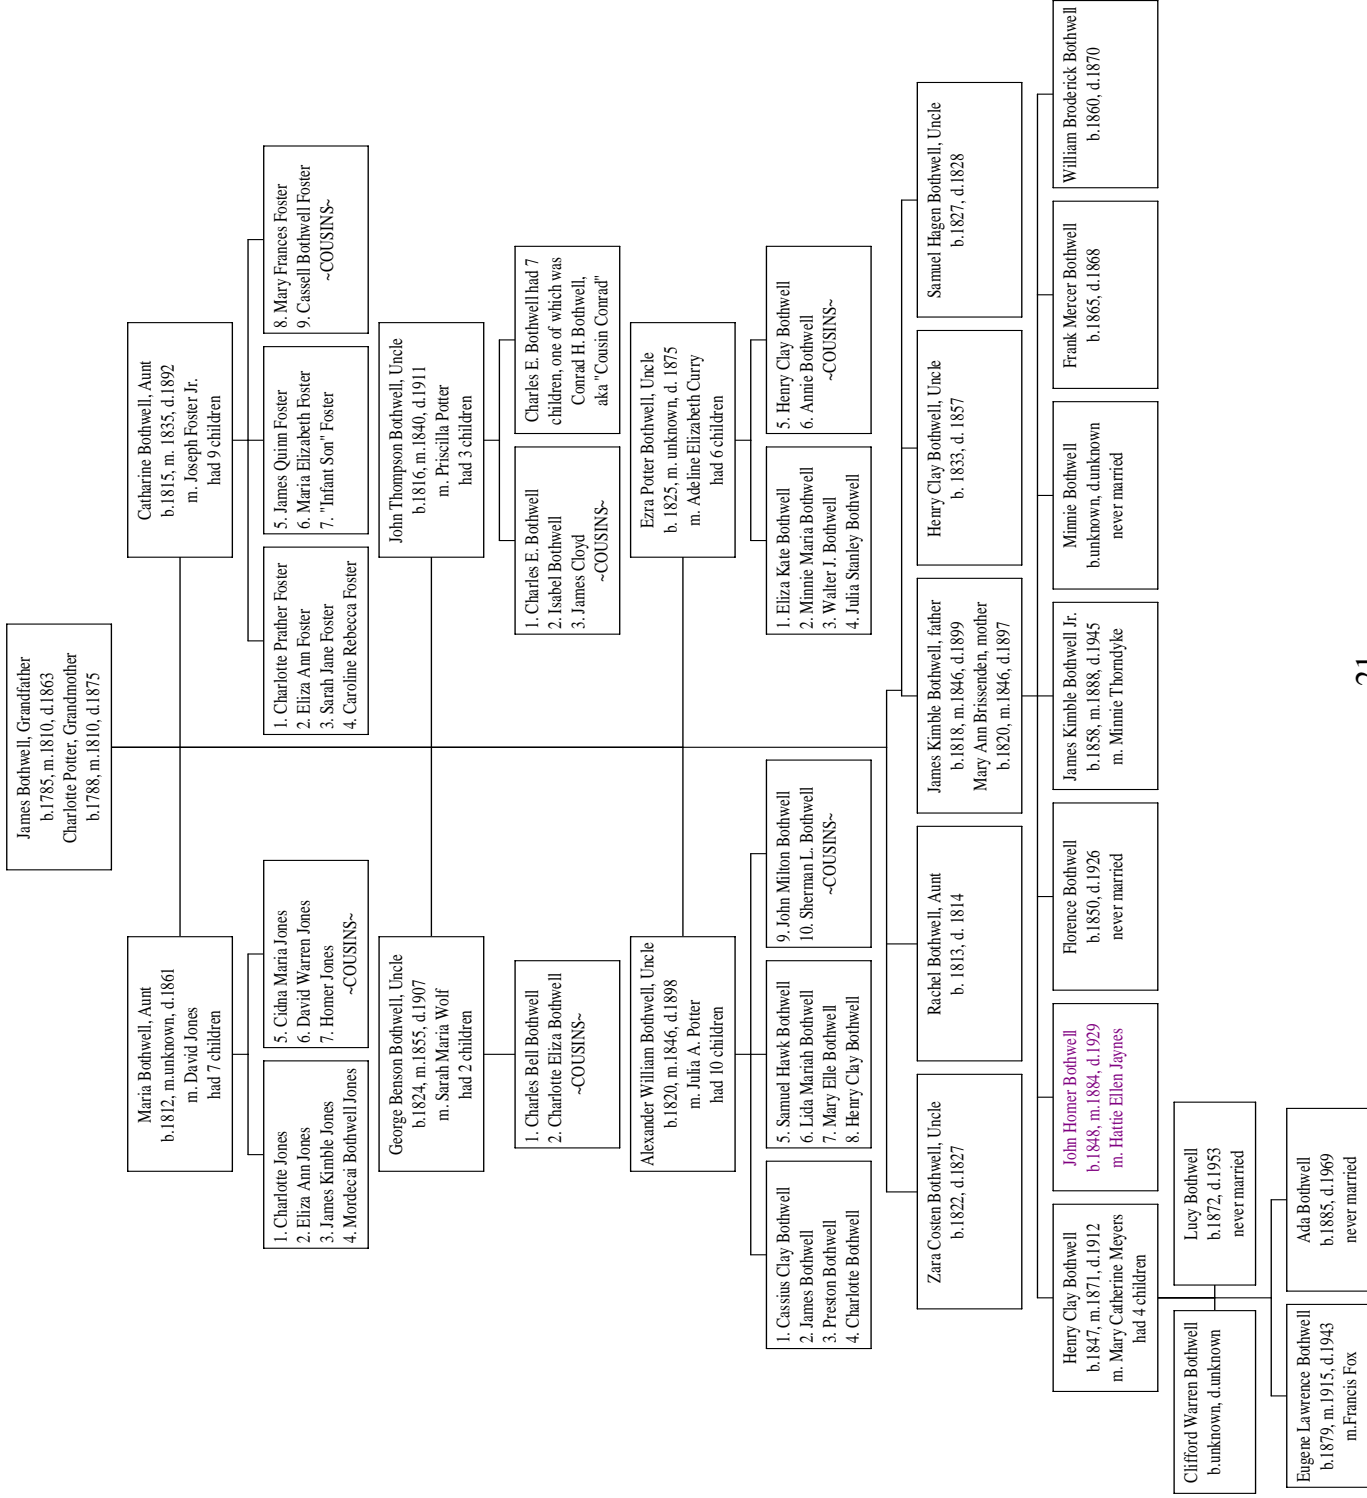 James Bothwell, Grandfather
b.1785, m.1810, d.1863
Charlotte Potter, Grandmother
b.1788, m.1810, d.1875
Maria Bothwell, Aunt
b.1812, m.unknown, d.1861
m. David Jones
had 7 children
Catharine Bothwell, Aunt
b.1815, m. 1835, d.1892
m. Joseph Foster Jr.
had 9 children
1. Charlotte Jones
2. Eliza Ann Jones
3. James Kimble Jones
4. Mordecai Bothwell Jones
5. Cidna Maria Jones
6. David Warren Jones
7. Homer Jones
~COUSINS~
1. Charlotte Prather Foster
2. Eliza Ann Foster
3. Sarah Jane Foster
4. Caroline Rebecca Foster
5. James Quinn Foster
6. Maria Elizabeth Foster
7. "Infant Son" Foster
8. Mary Frances Foster
9. Cassell Bothwell Foster
~COUSINS~
George Benson Bothwell, Uncle
b.1824, m.1855, d.1907
m. Sarah Maria Wolf
had 2 children
John Thompson Bothwell, Uncle
b.1816, m.1840, d.1911
m. Priscilla Potter
had 3 children
1. Charles Bell Bothwell
2. Charlotte Eliza Bothwell
~COUSINS~
1. Charles E. Bothwell
2. Isabel Bothwell
3. James Cloyd
~COUSINS~
Charles E. Bothwell had 7
children, one of which was
Conrad H. Bothwell,
aka "Cousin Conrad"
Alexander William Bothwell, Uncle
b.1820, m.1846, d.1898
m. Julia A. Potter
had 10 children
Ezra Potter Bothwell, Uncle
b. 1825, m. unknown, d. 1875
m. Adeline Elizabeth Curry
had 6 children
1. Cassius Clay Bothwell
2. James Bothwell
3. Preston Bothwell
4. Charlotte Bothwell
5. Samuel Hawk Bothwell
6. Lida Mariah Bothwell
7. Mary Elle Bothwell
8. Henry Clay Bothwell
9. John Milton Bothwell
10. Sherman L. Bothwell
~COUSINS~
1. Eliza Kate Bothwell
2. Minnie Maria Bothwell
3. Walter J. Bothwell
4. Julia Stanley Bothwell
5. Henry Clay Bothwell
6. Annie Bothwell
~COUSINS~
Zara Costen Bothwell, Uncle
b.1822, d.1827
Rachel Bothwell, Aunt
b. 1813, d. 1814
James Kimble Bothwell, father
b.1818, m.1846, d.1899
Mary Ann Brissenden, mother
b.1820, m.1846, d.1897
Henry Clay Bothwell, Uncle
b. 1833, d. 1857
Samuel Hagen Bothwell, Uncle
b.1827, d.1828
Henry Clay Bothwell
b.1847, m.1871, d.1912
m. Mary Catherine Meyers
had 4 children
John Homer Bothwell
b.1848, m.1884, d.1929
m. Hattie Ellen Jaynes
Florence Bothwell
b.1850, d.1926
never married
James Kimble Bothwell Jr.
b.1858, m.1888, d.1945
m. Minnie Thorndyke
Minnie Bothwell
b.unknown, d.unknown
never married
Frank Mercer Bothwell
b.1865, d.1868
William Broderick Bothwell
b.1860, d.1870
Clifford Warren Bothwell
b.unknown, d.unknown
Lucy Bothwell
b.1872, d.1953
never married
Eugene Lawrence Bothwell
b.1879, m.1915, d.1943
m.Francis Fox
Ada Bothwell
b.1885, d.1969
never married
21